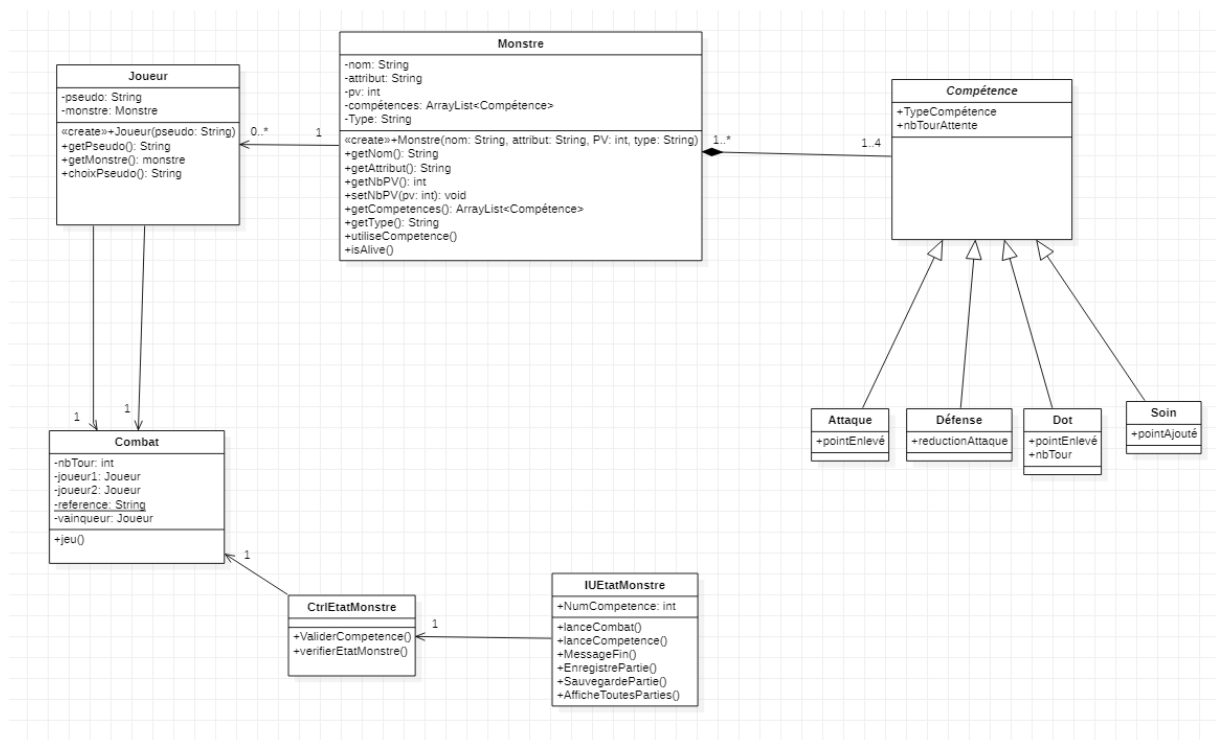 Joueur
-pseudo: String
-monstre: Monstre
«create»+Joueur(pseudo: String)
+getPseudo(): String
+getMonstre(): monstre
+choixPseudo(): String
0..*
1
Monstre
-nom: String
-attribut: String
-pv: int
-compétences: ArrayList<Compétence>
-Type: String
«create»+Monstre(nom: String, attribut: String, PV: int, type: String)
+getNom(): String
+getAttribut(): String
+getNbPV(): int
+setNbPV(pv: int): void
+getCompetences(): ArrayList<Compétence>
+getType(): String
+utiliseCompetence()
+isAlive()
1..*
1..4
Compétence
+TypeCompétence
+nbTourAttente
Attaque
+pointEnlevé
Défense
+reductionAttaque
Dot
+pointEnlevé
+nbTour
Soin
+pointAjouté
1
1
Combat
-nbTour: int
-joueur1: Joueur
-joueur2: Joueur
-reference: String
-vainqueur: Joueur
+jeu()
1
CtrlEtatMonstre
+ValiderCompetence()
+verifierEtatMonstre()
1
IUEtatMonstre
+NumCompetence: int
+lanceCombat()
+lanceCompetence()
+MessageFin()
+EnregistrePartie()
+SauvegardePartie()
+AfficheToutesParties()